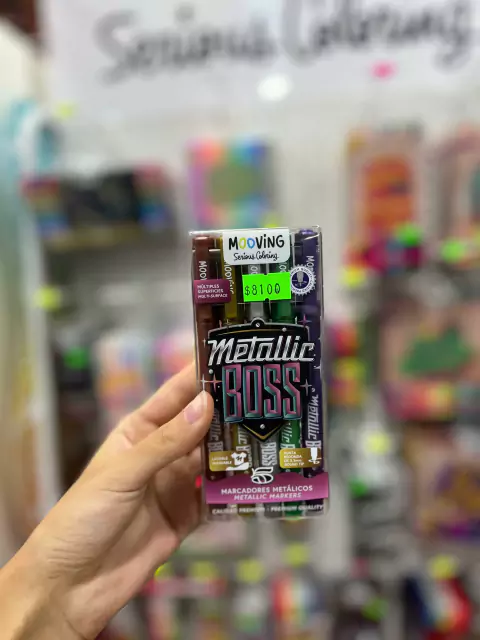 Serious Coloring
MOOVING
Serious Coloring
$8100
MÚLTIPLES
SUPERFICIES
MULTI-SURFACE
Metallic
BOSS
MARCADORES METÁLICOS
METALLIC MARKERS
CALIDAD PREMIUM - PREMIUM QUALITY